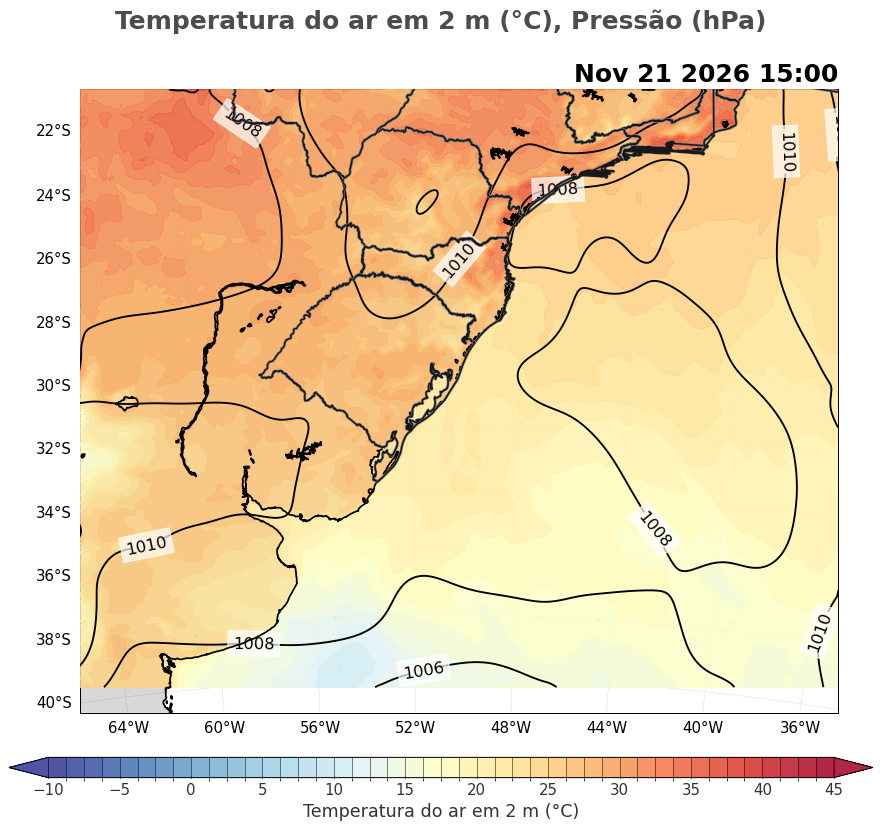 Temperatura do ar em 2 m (°C), Pressão (hPa)
Nov 21 2026 15:00
22°S
24°S
26°S
28°S
30°S
32°S
34°S
36°S
38°S
40°S
1008
1010
1008
1010
1010
1008
1008
1006
1010
64°W
60°W
56°W
52°W
48°W
44°W
40°W
36°W
−10
−5
0
5
10
15
20
25
30
35
40
45
Temperatura do ar em 2 m (°C)